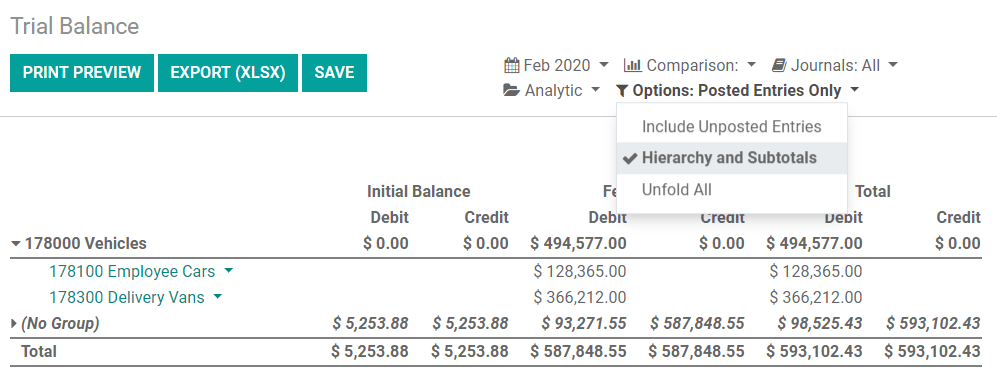 Trial Balance
PRINT PREVIEW EXPORT (XLSX) SAVE
Feb 2020 Comparison: Journals: All
Analytic Options: Posted Entries Only
Include Unposted Entries
Hierarchy and Subtotals
Unfold All
Initial Balance Fe Total
Debit Credit Debit Credit Debit Credit
178000 Vehicles $ 0.00 $ 0.00 $ 494,577.00 $ 0.00 $ 494,577.00 $ 0.00
178100 Employee Cars $ 128,365.00 $ 128,365.00
178300 Delivery Vans $ 366,212.00 $ 366,212.00
(No Group) $ 5,253.88 $ 5,253.88 $ 93,271.55 $ 587,848.55 $ 98,525.43 $ 593,102.43
Total $ 5,253.88 $ 5,253.88 $ 587,848.55 $ 587,848.55 $ 593,102.43 $ 593,102.43